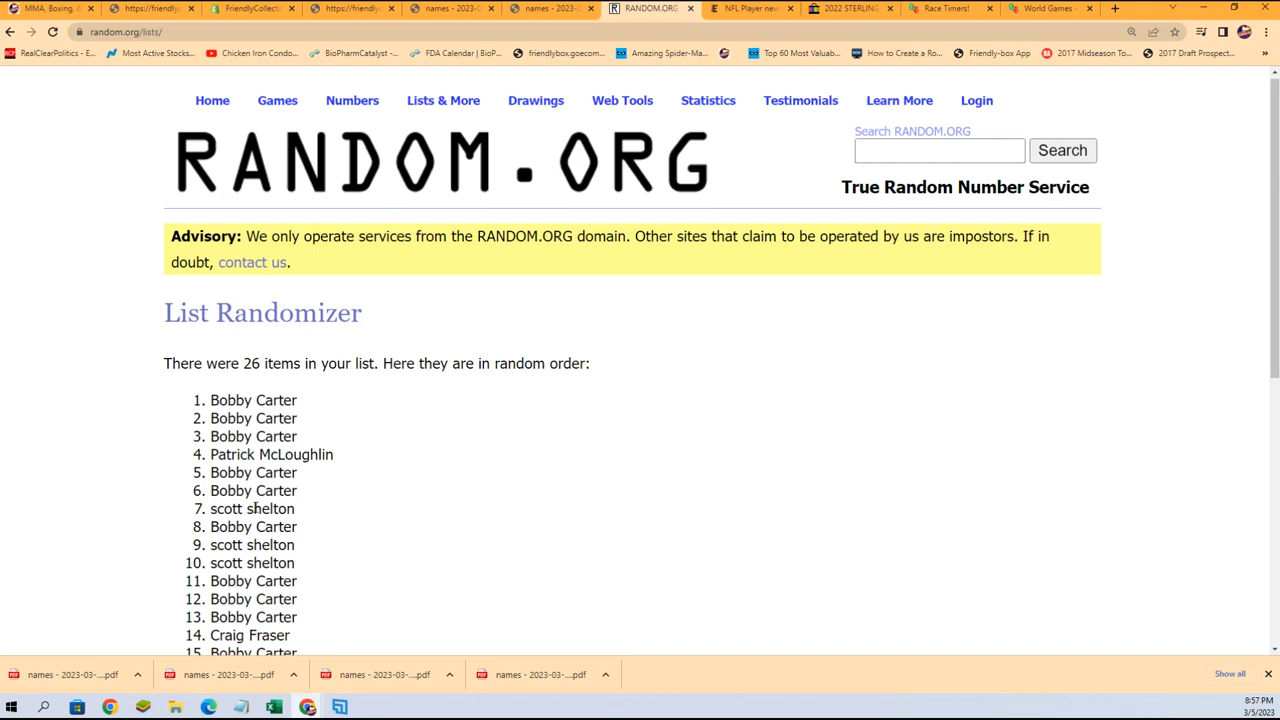 MMA, Boxing, &
https://friendly
FriendlyCollecti
https://friendly
names - 2023-0
names - 2023-0
RANDOM.ORG
NFL Player new
2022 STERLING
Race Timers!
World Games -
random.org/lists/
RealClearPolitics - E...
Most Active Stocks...
Chicken Iron Condo...
BioPharmCatalyst -...
FDA Calendar | BioP...
friendlybox.goecom...
Amazing Spider-Ma...
Top 60 Most Valuab...
How to Create a Ro...
Friendly-box App
2017 Midseason To...
2017 Draft Prospect...
»
Home Games Numbers Lists & More Drawings Web Tools Statistics Testimonials Learn More Login
RANDOM.ORG
Search RANDOM.ORG
Search
True Random Number Service
Advisory: We only operate services from the RANDOM.ORG domain. Other sites that claim to be operated by us are impostors. If in
doubt, contact us.
List Randomizer
There were 26 items in your list. Here they are in random order:
1. Bobby Carter
2. Bobby Carter
3. Bobby Carter
4. Patrick McLoughlin
5. Bobby Carter
6. Bobby Carter
7. scott shelton
8. Bobby Carter
9. scott shelton
10. scott shelton
11. Bobby Carter
12. Bobby Carter
13. Bobby Carter
14. Craig Fraser
15. Bobby Carter
names - 2023-03-....pdf
names - 2023-03-....pdf
names - 2023-03-....pdf
names - 2023-03-....pdf
Show all
8:57 PM
3/5/2023